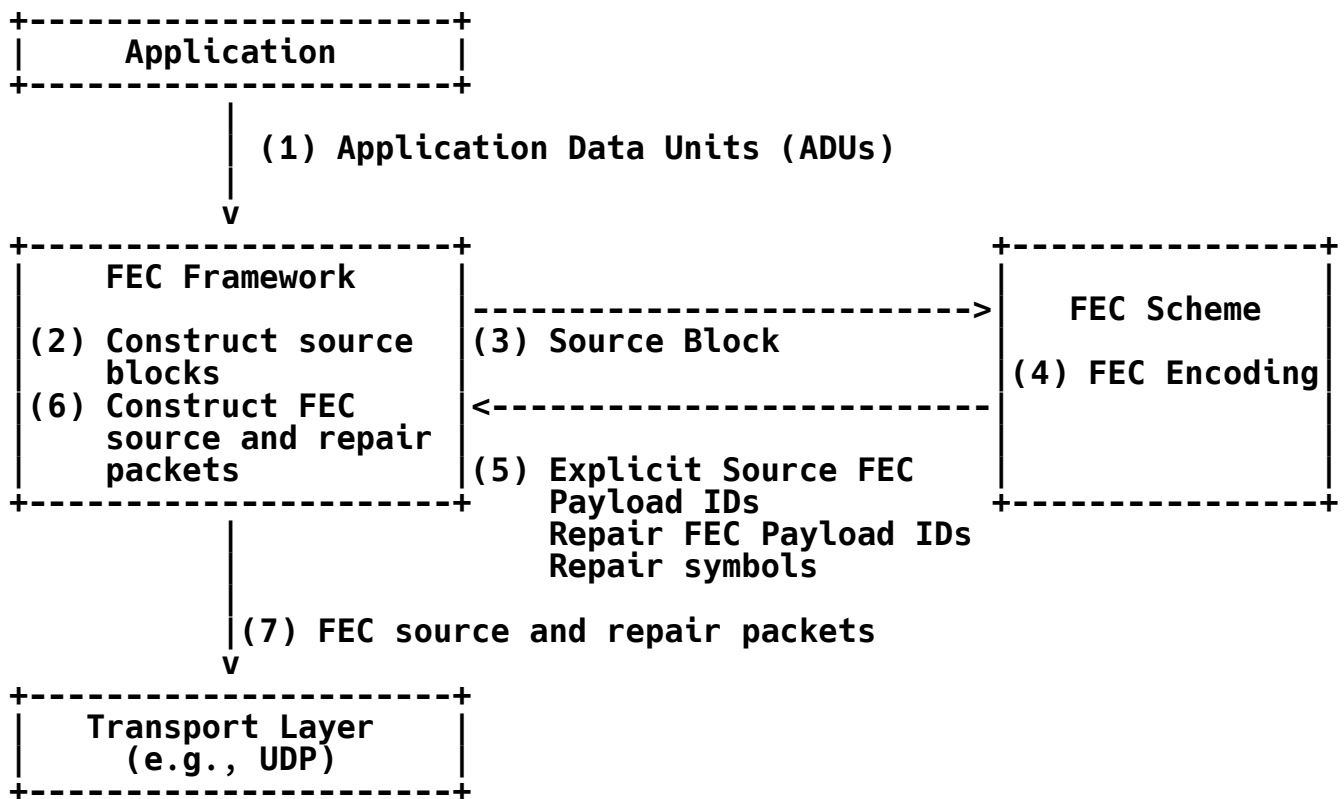 Application
(1) Application Data Units (ADUs)
FEC Framework
FEC Scheme
(2) Construct source
(3) Source Block
blocks
(4) FEC Encoding
(6) Construct FEC
source and repair
packets
(5) Explicit Source FEC
Payload IDs
Repair FEC Payload IDs
Repair symbols
(7) FEC source and repair packets
Transport Layer
(e.g., UDP)